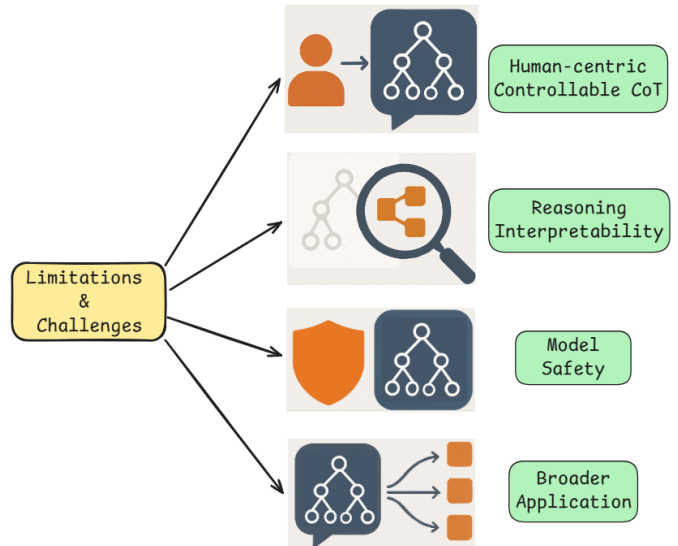 Limitations
&
Challenges
Human-centric
Controllable CoT
Reasoning
Interpretability
Model
Safety
Broader
Application